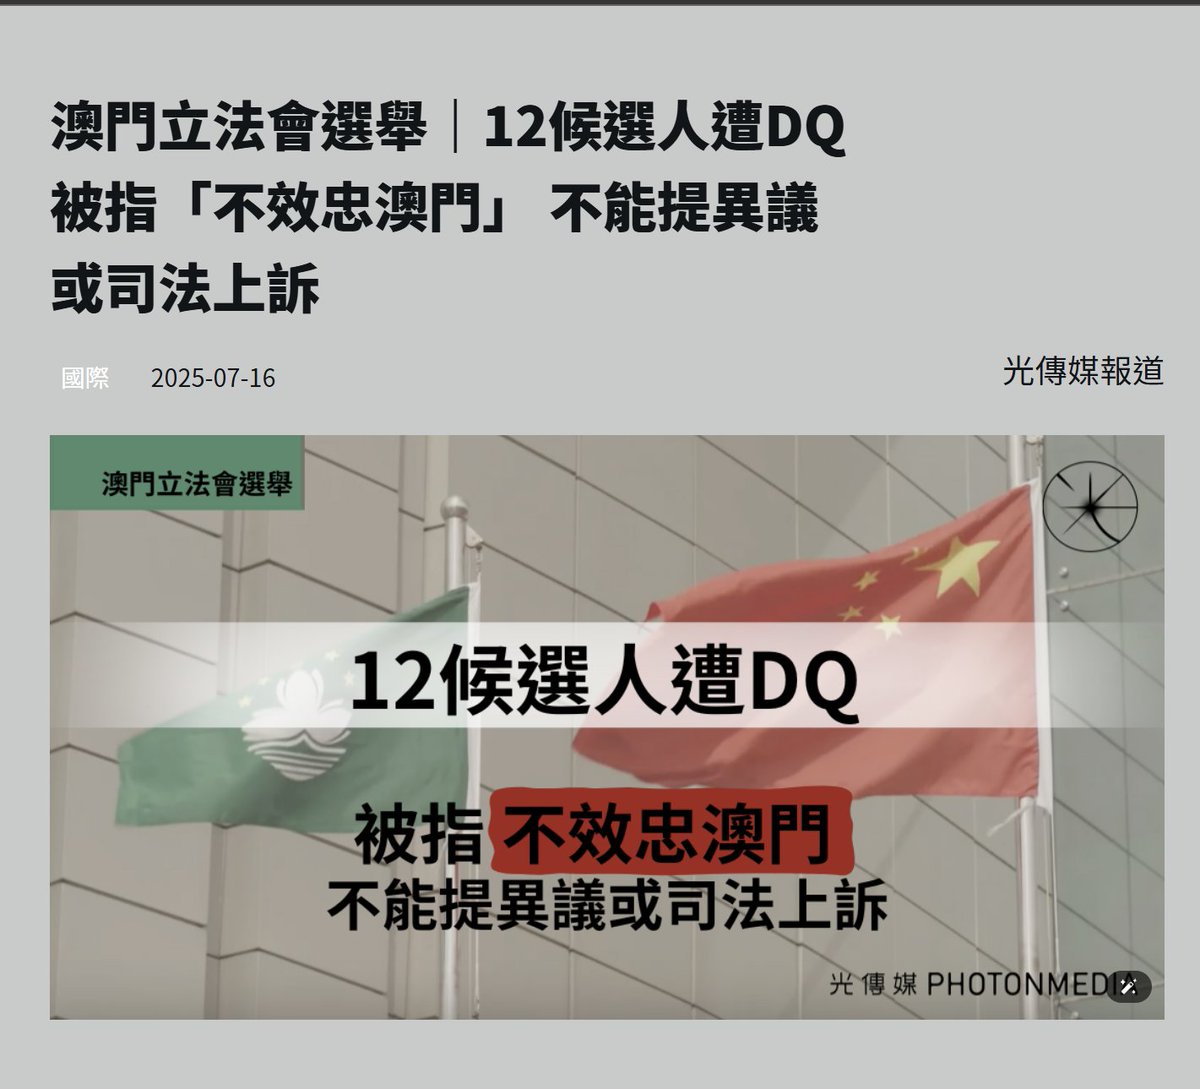 澳門立法會選舉｜12候選人遭DQ
被指「不效忠澳門」 不能提異議
或司法上訴
國際 2025-07-16
光傳媒報道
澳門立法會選舉
12候選人遭DQ
被指 不效忠澳門
不能提異議或司法上訴
光傳媒 PHOTONMEDIA